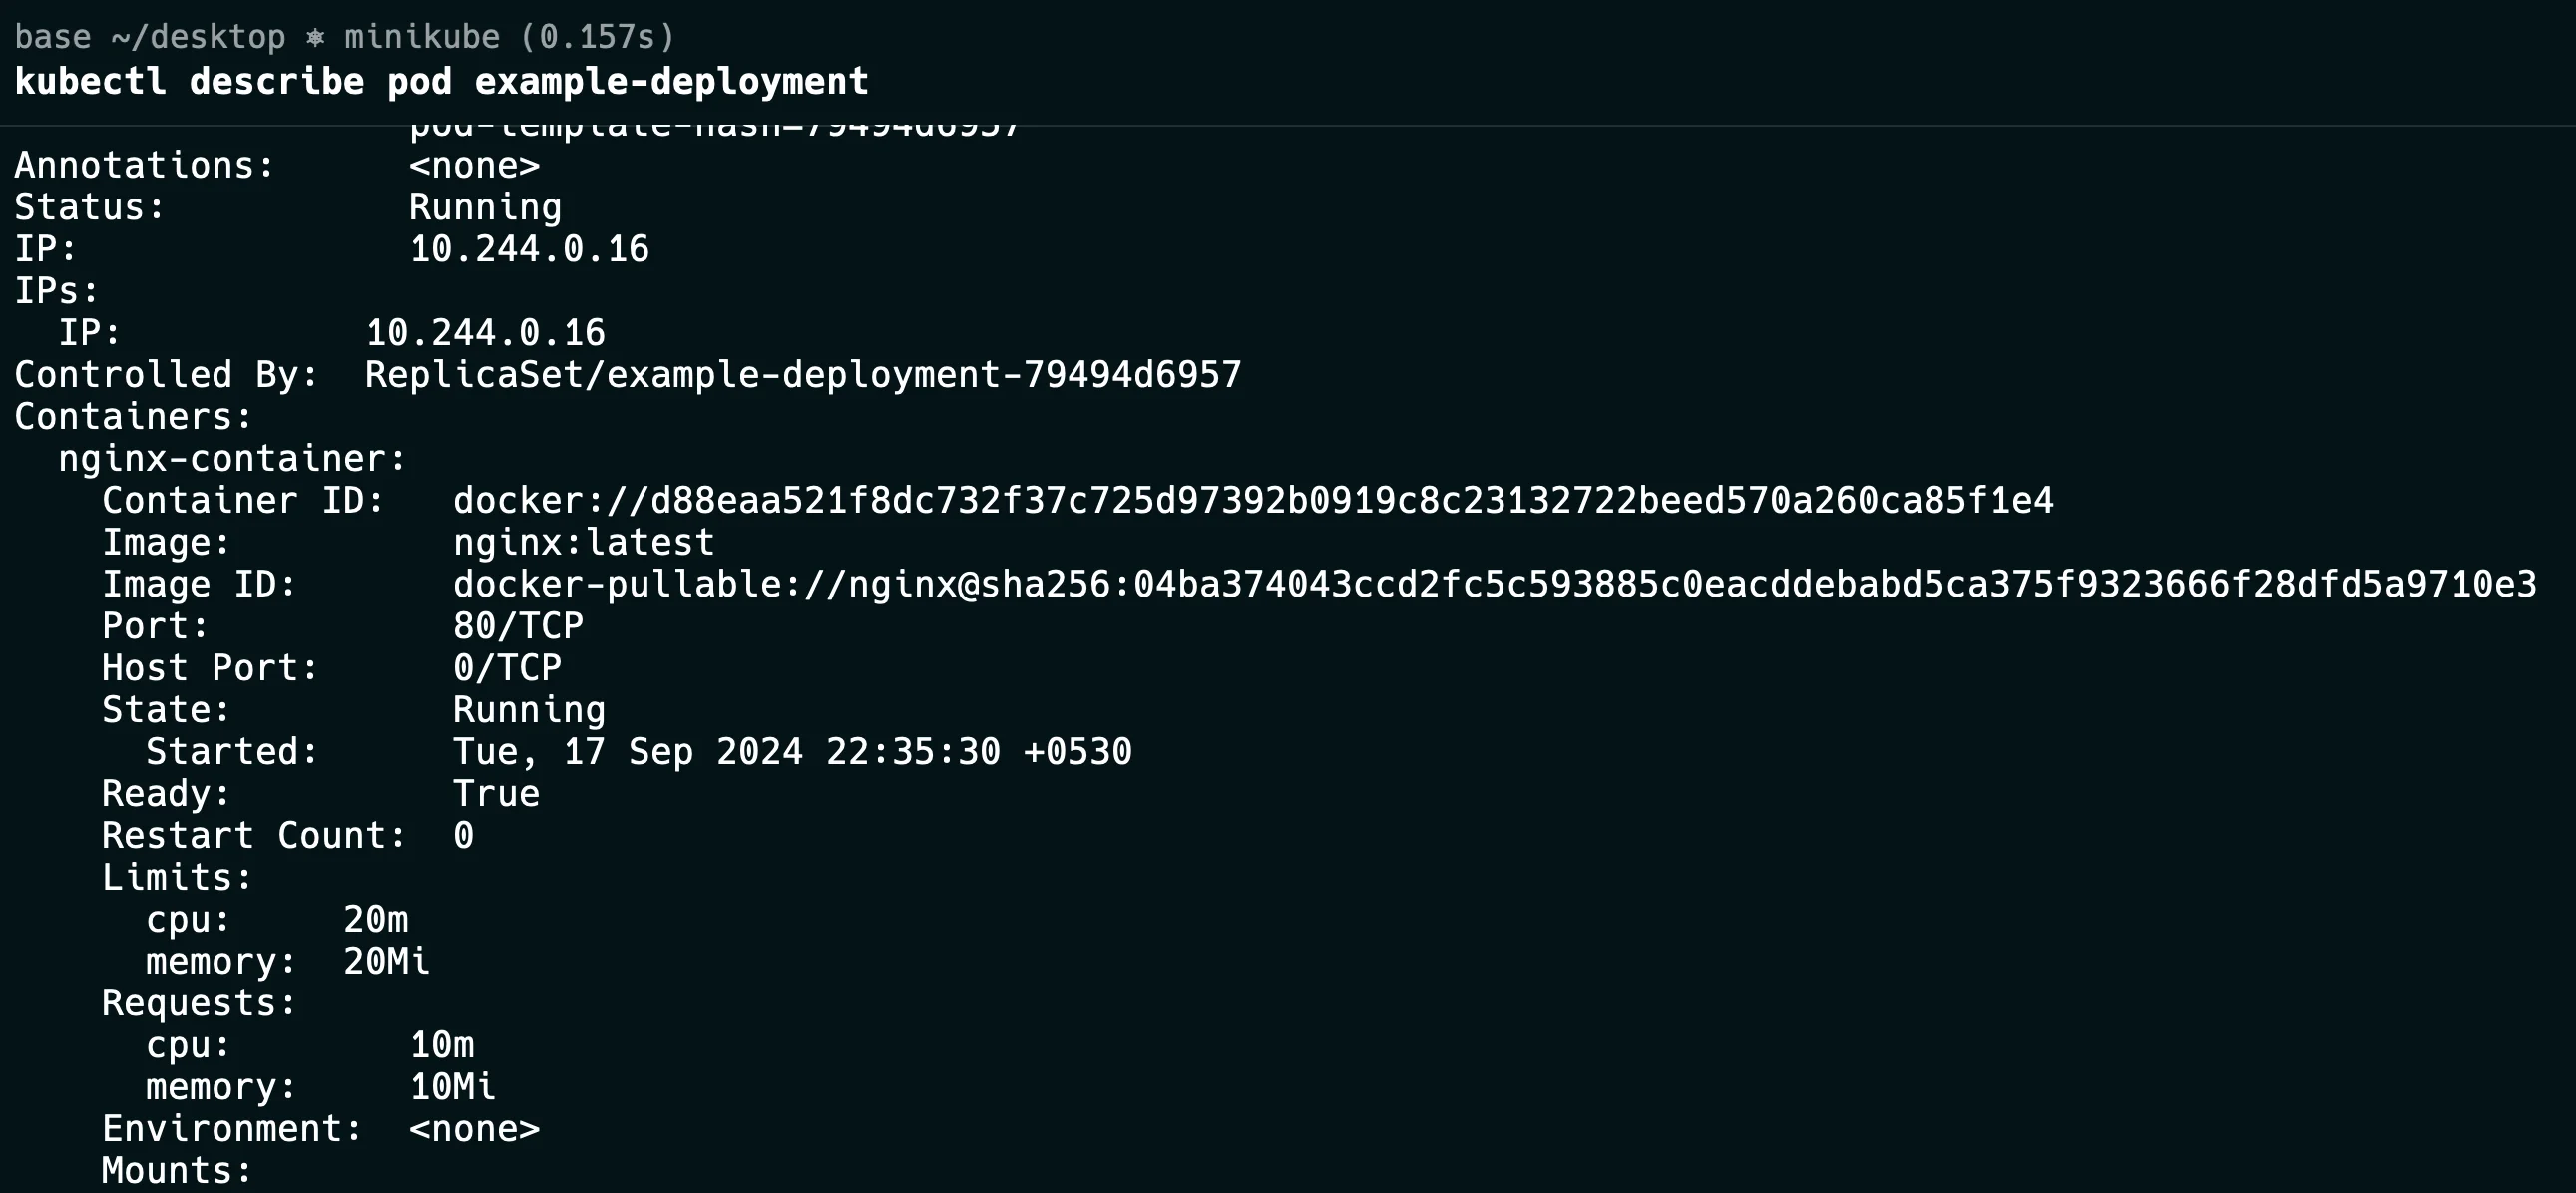 base ~/desktop ⎈ minikube (0.157s)
kubectl describe pod example-deployment
pod-template-hash=79494d6957
Annotations:      <none>
Status:           Running
IP:               10.244.0.16
IPs:
  IP:           10.244.0.16
Controlled By:  ReplicaSet/example-deployment-79494d6957
Containers:
  nginx-container:
    Container ID:   docker://d88eaa521f8dc732f37c725d97392b0919c8c23132722beed570a260ca85f1e4
    Image:          nginx:latest
    Image ID:       docker-pullable://nginx@sha256:04ba374043ccd2fc5c593885c0eacddebabd5ca375f9323666f28dfd5a9710e3
    Port:           80/TCP
    Host Port:      0/TCP
    State:          Running
      Started:      Tue, 17 Sep 2024 22:35:30 +0530
    Ready:          True
    Restart Count:  0
    Limits:
      cpu:     20m
      memory:  20Mi
    Requests:
      cpu:        10m
      memory:     10Mi
    Environment:  <none>
    Mounts: